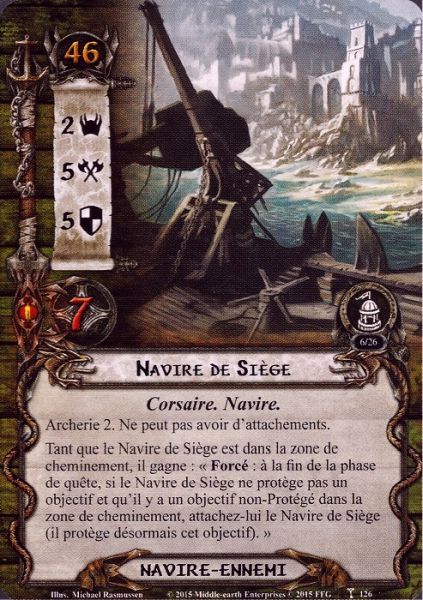 46
2
5
5
7
6/26
Navire de Siège
Corsaire. Navire.
Archerie 2. Ne peut pas avoir d'attachements.
Tant que le Navire de Siège est dans la zone de
cheminement, il gagne : « Forcé : à la fin de la phase
de quête, si le Navire de Siège ne protège pas un
objectif et qu'il y a un objectif non-Protégé dans la
zone de cheminement, attachez-lui le Navire de Siège
(il protège désormais cet objectif). »
NAVIRE-ENNEMI
Illus. Michael Rasmussen © 2015 Middle-earth Enterprises © 2015 FFG 126